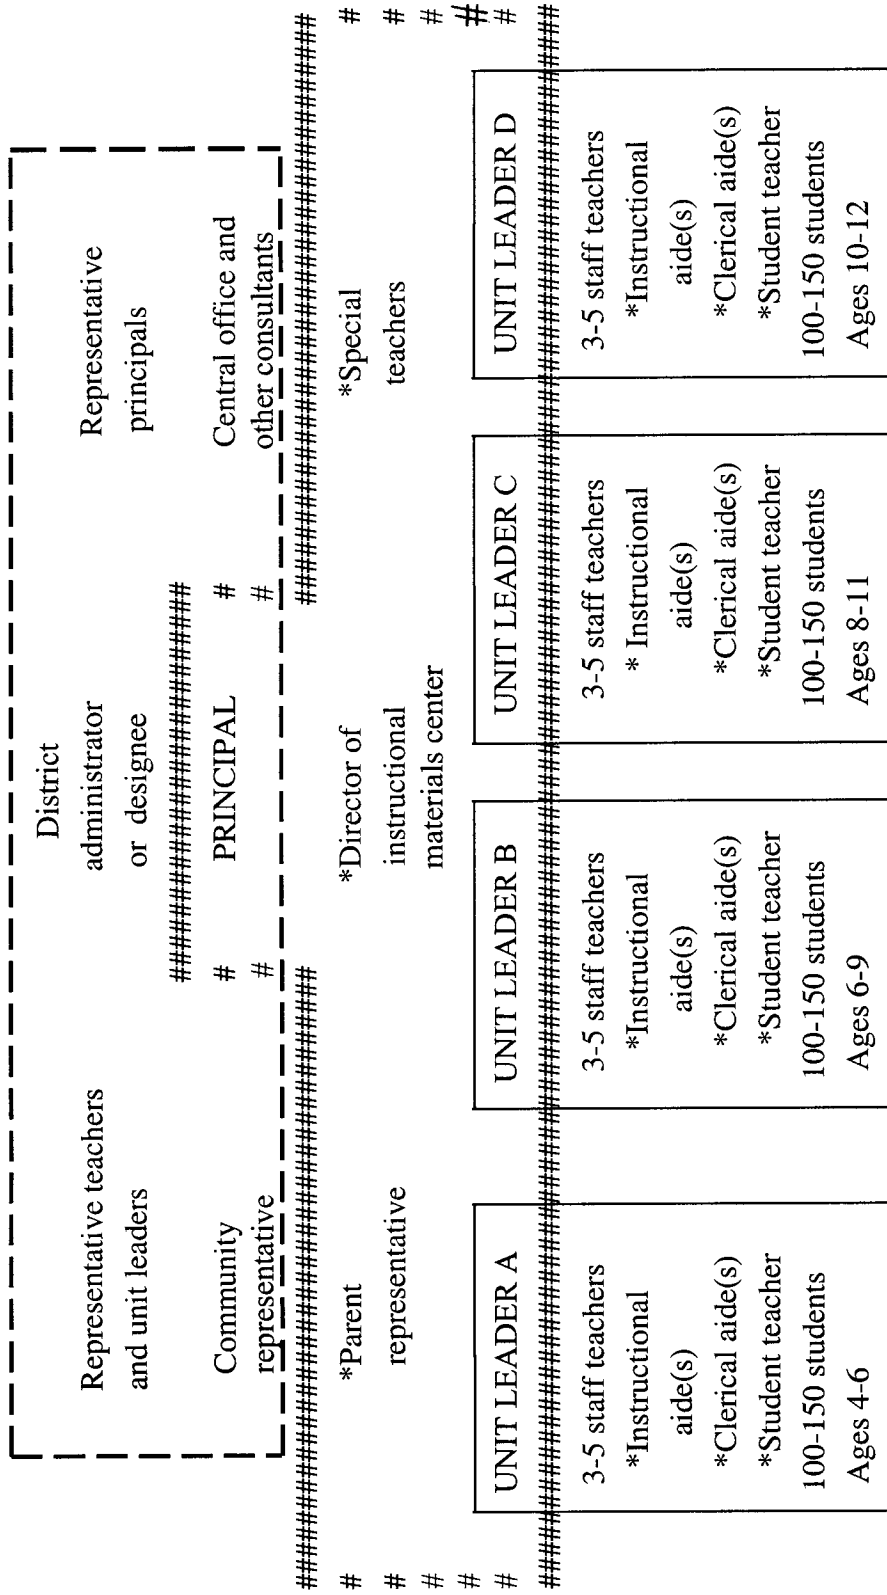 District
administrator
or designee
Representative teachers
and unit leaders
Representative
principals
######################
# PRINCIPAL #
# #
Community
representative
Central office and
other consultants
*Parent
representative
*Director of
instructional
materials center
*Special
teachers
UNIT LEADER A
3-5 staff teachers
*Instructional
aide(s)
*Clerical aide(s)
*Student teacher
100-150 students
Ages 4-6
UNIT LEADER B
3-5 staff teachers
*Instructional
aide(s)
*Clerical aide(s)
*Student teacher
100-150 students
Ages 6-9
UNIT LEADER C
3-5 staff teachers
* Instructional
aide(s)
*Clerical aide(s)
*Student teacher
100-150 students
Ages 8-11
UNIT LEADER D
3-5 staff teachers
*Instructional
aide(s)
*Clerical aide(s)
*Student teacher
100-150 students
Ages 10-12